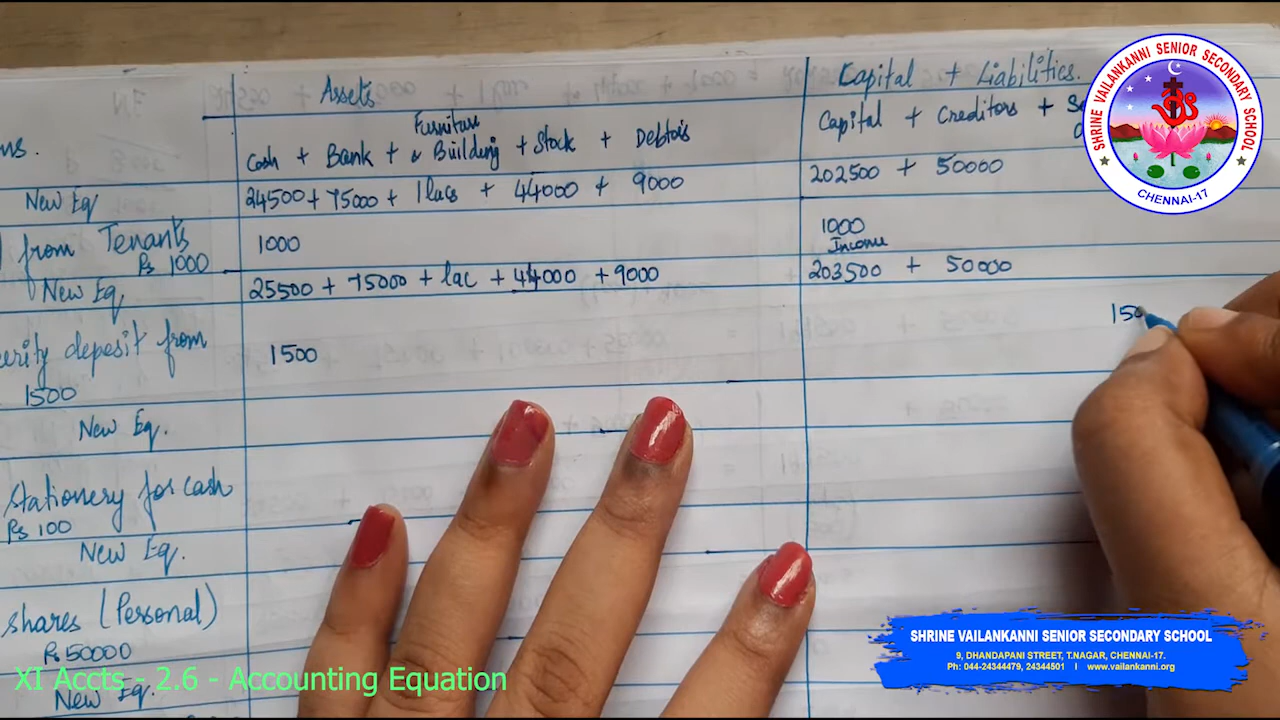 Assets
Capital + Liabilities.
Cash + Bank + Furniture & Building + Stock + Debtors
Capital + Creditors +
New Eq
24500 + 75000 + 1 lacs + 44000 + 9000
202500 + 50000
from Tenants
Rs 1000
1000
1000
Income
New Eq
25500 + 75000 + lac + 44000 + 9000
203500 + 50000
deposit from
1500
1500
150
New Eq.
Stationery for cash
Rs 100
New Eq.
shares (Personal)
Rs 50000
New Eq.
SHRINE VAILANKANNI SENIOR SECONDARY SCHOOL
CHENNAI-17
SHRINE VAILANKANNI SENIOR SECONDARY SCHOOL
9, DHANDAPANI STREET, T.NAGAR, CHENNAI-17.
Ph: 044-24344479, 24344501 I www.vailankanni.org
XI Accts - 2.6 - Accounting Equation